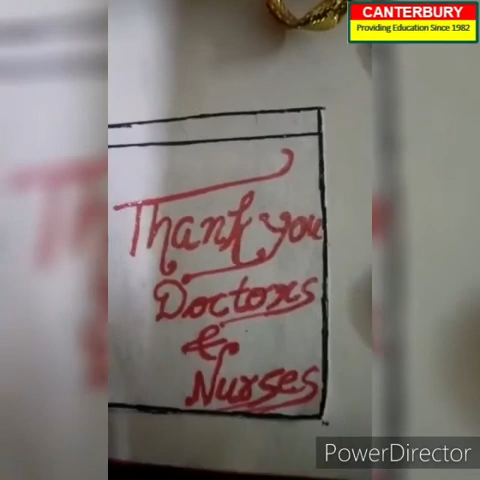 CANTERBURY
Providing Education Since 1982
Thank you
Doctors
&
Nurses
PowerDirector